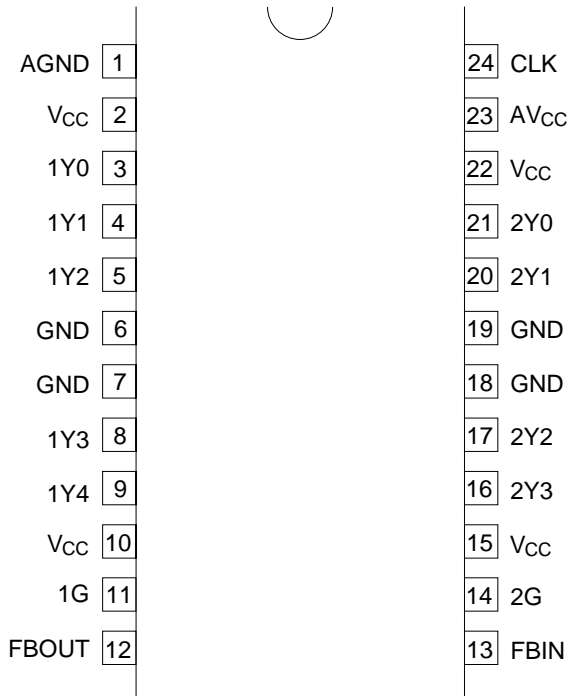 AGND 1 24 CLK
VCC 2 23 AVCC
1Y0 3 22 VCC
1Y1 4 21 2Y0
1Y2 5 20 2Y1
GND 6 19 GND
GND 7 18 GND
1Y3 8 17 2Y2
1Y4 9 16 2Y3
VCC 10 15 VCC
1G 11 14 2G
FBOUT 12 13 FBIN